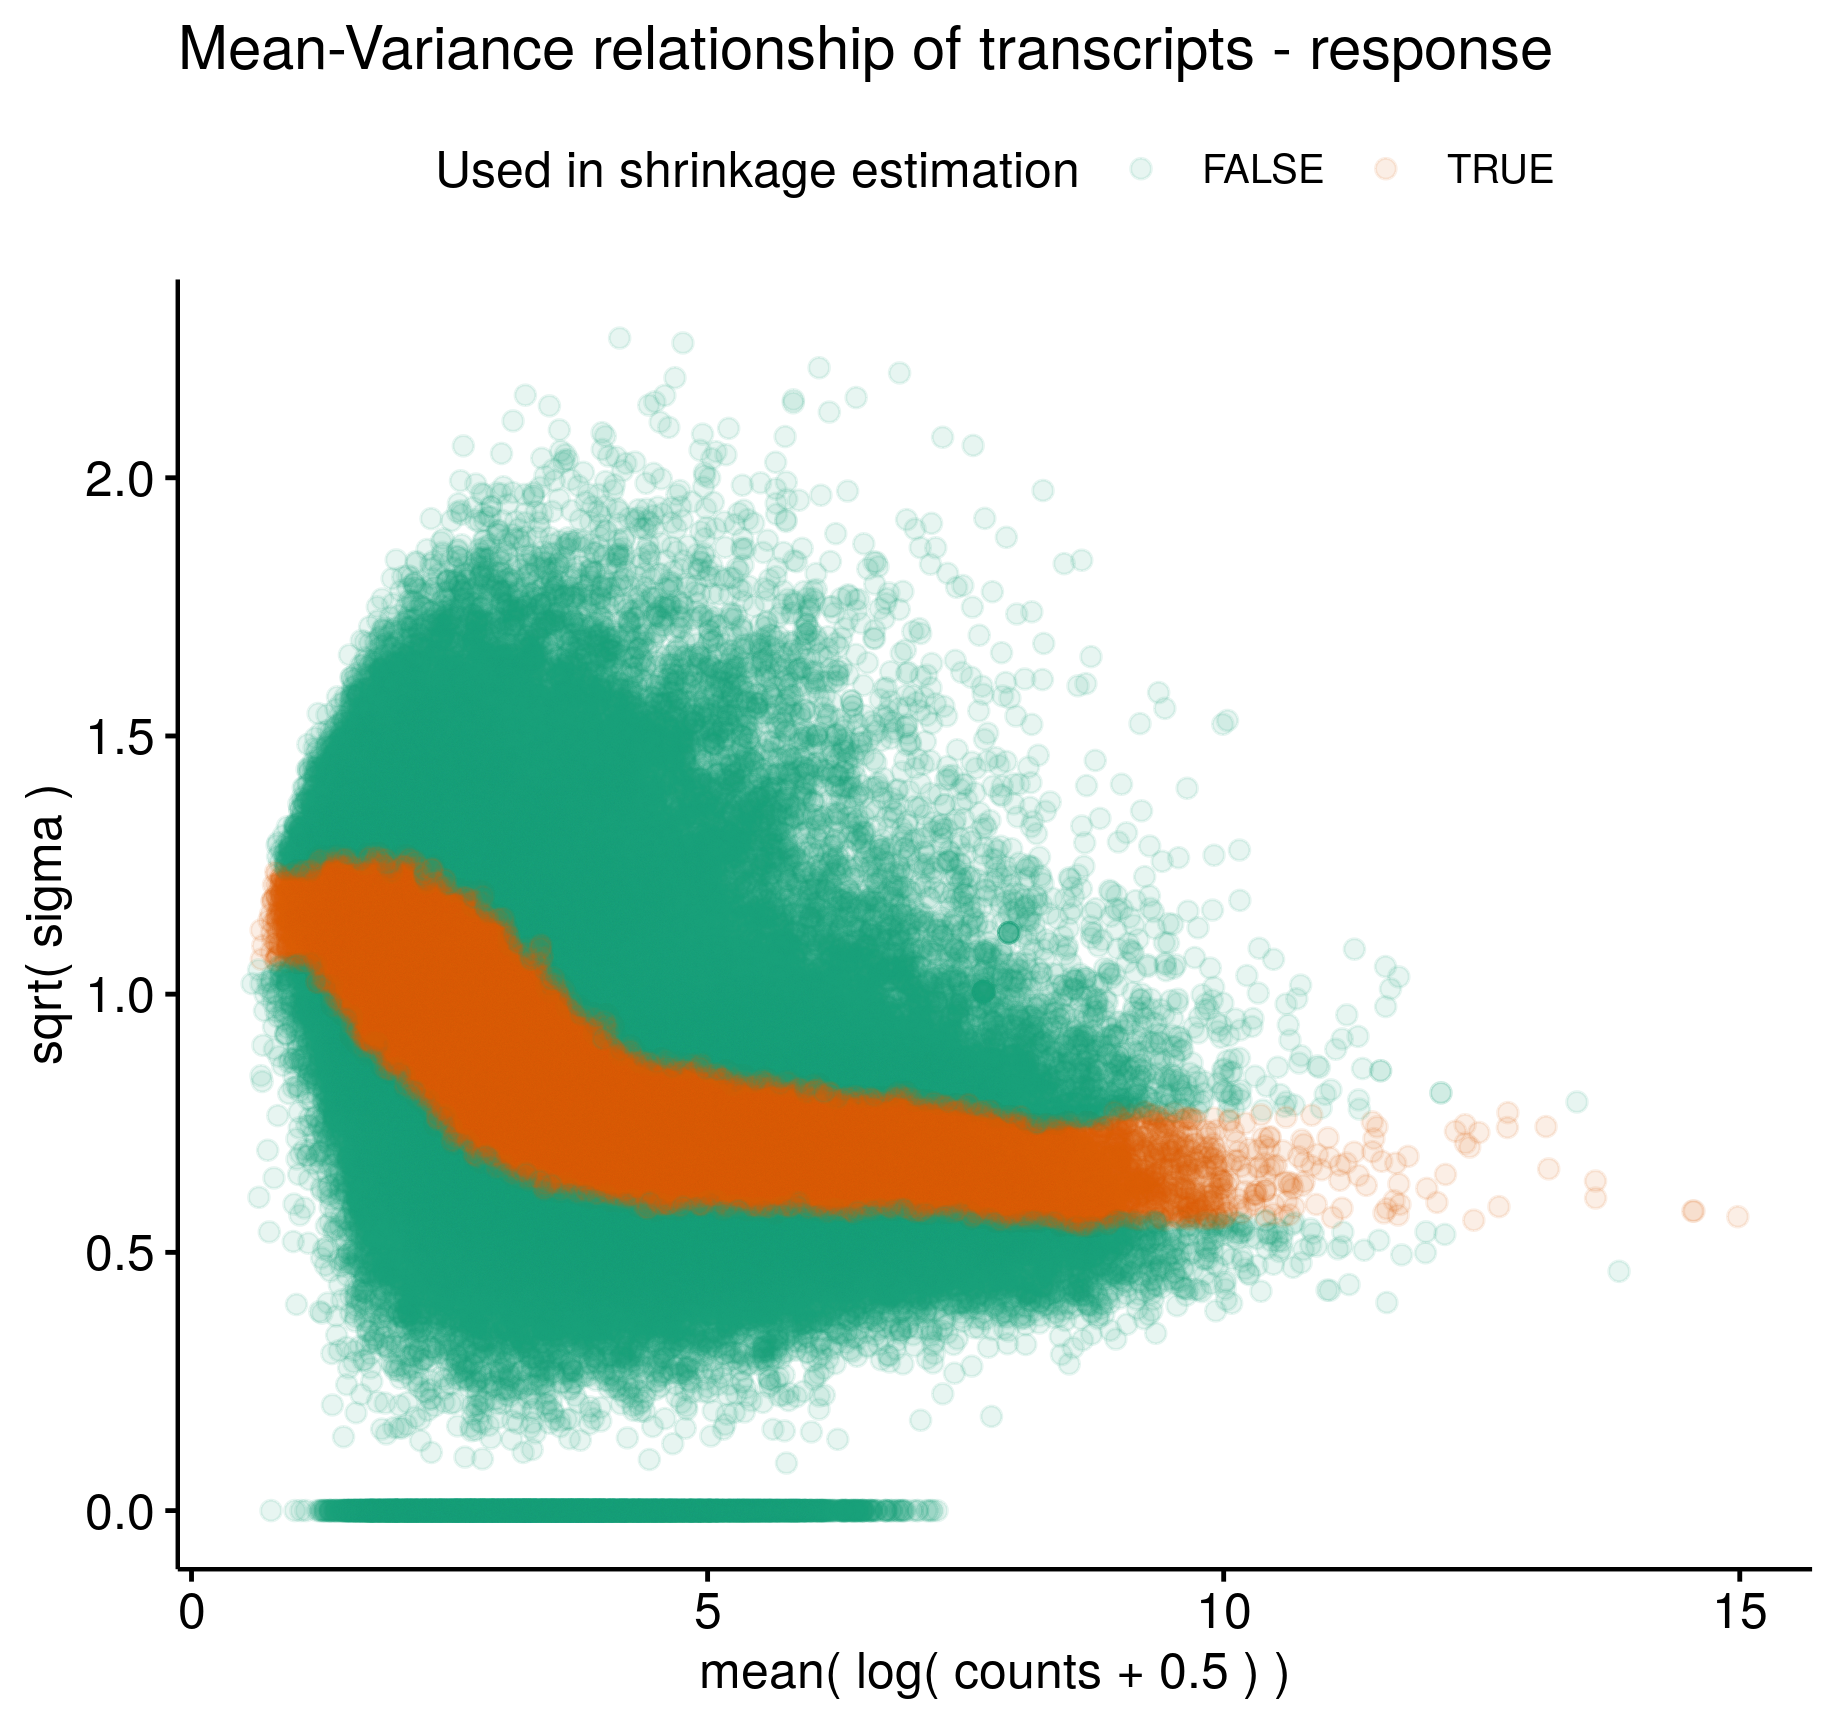 Mean-Variance relationship of transcripts - response
Used in shrinkage estimation FALSE TRUE
sqrt( sigma )
2.0
1.5
1.0
0.5
0.0
0 5 10 15
mean( log( counts + 0.5 ) )